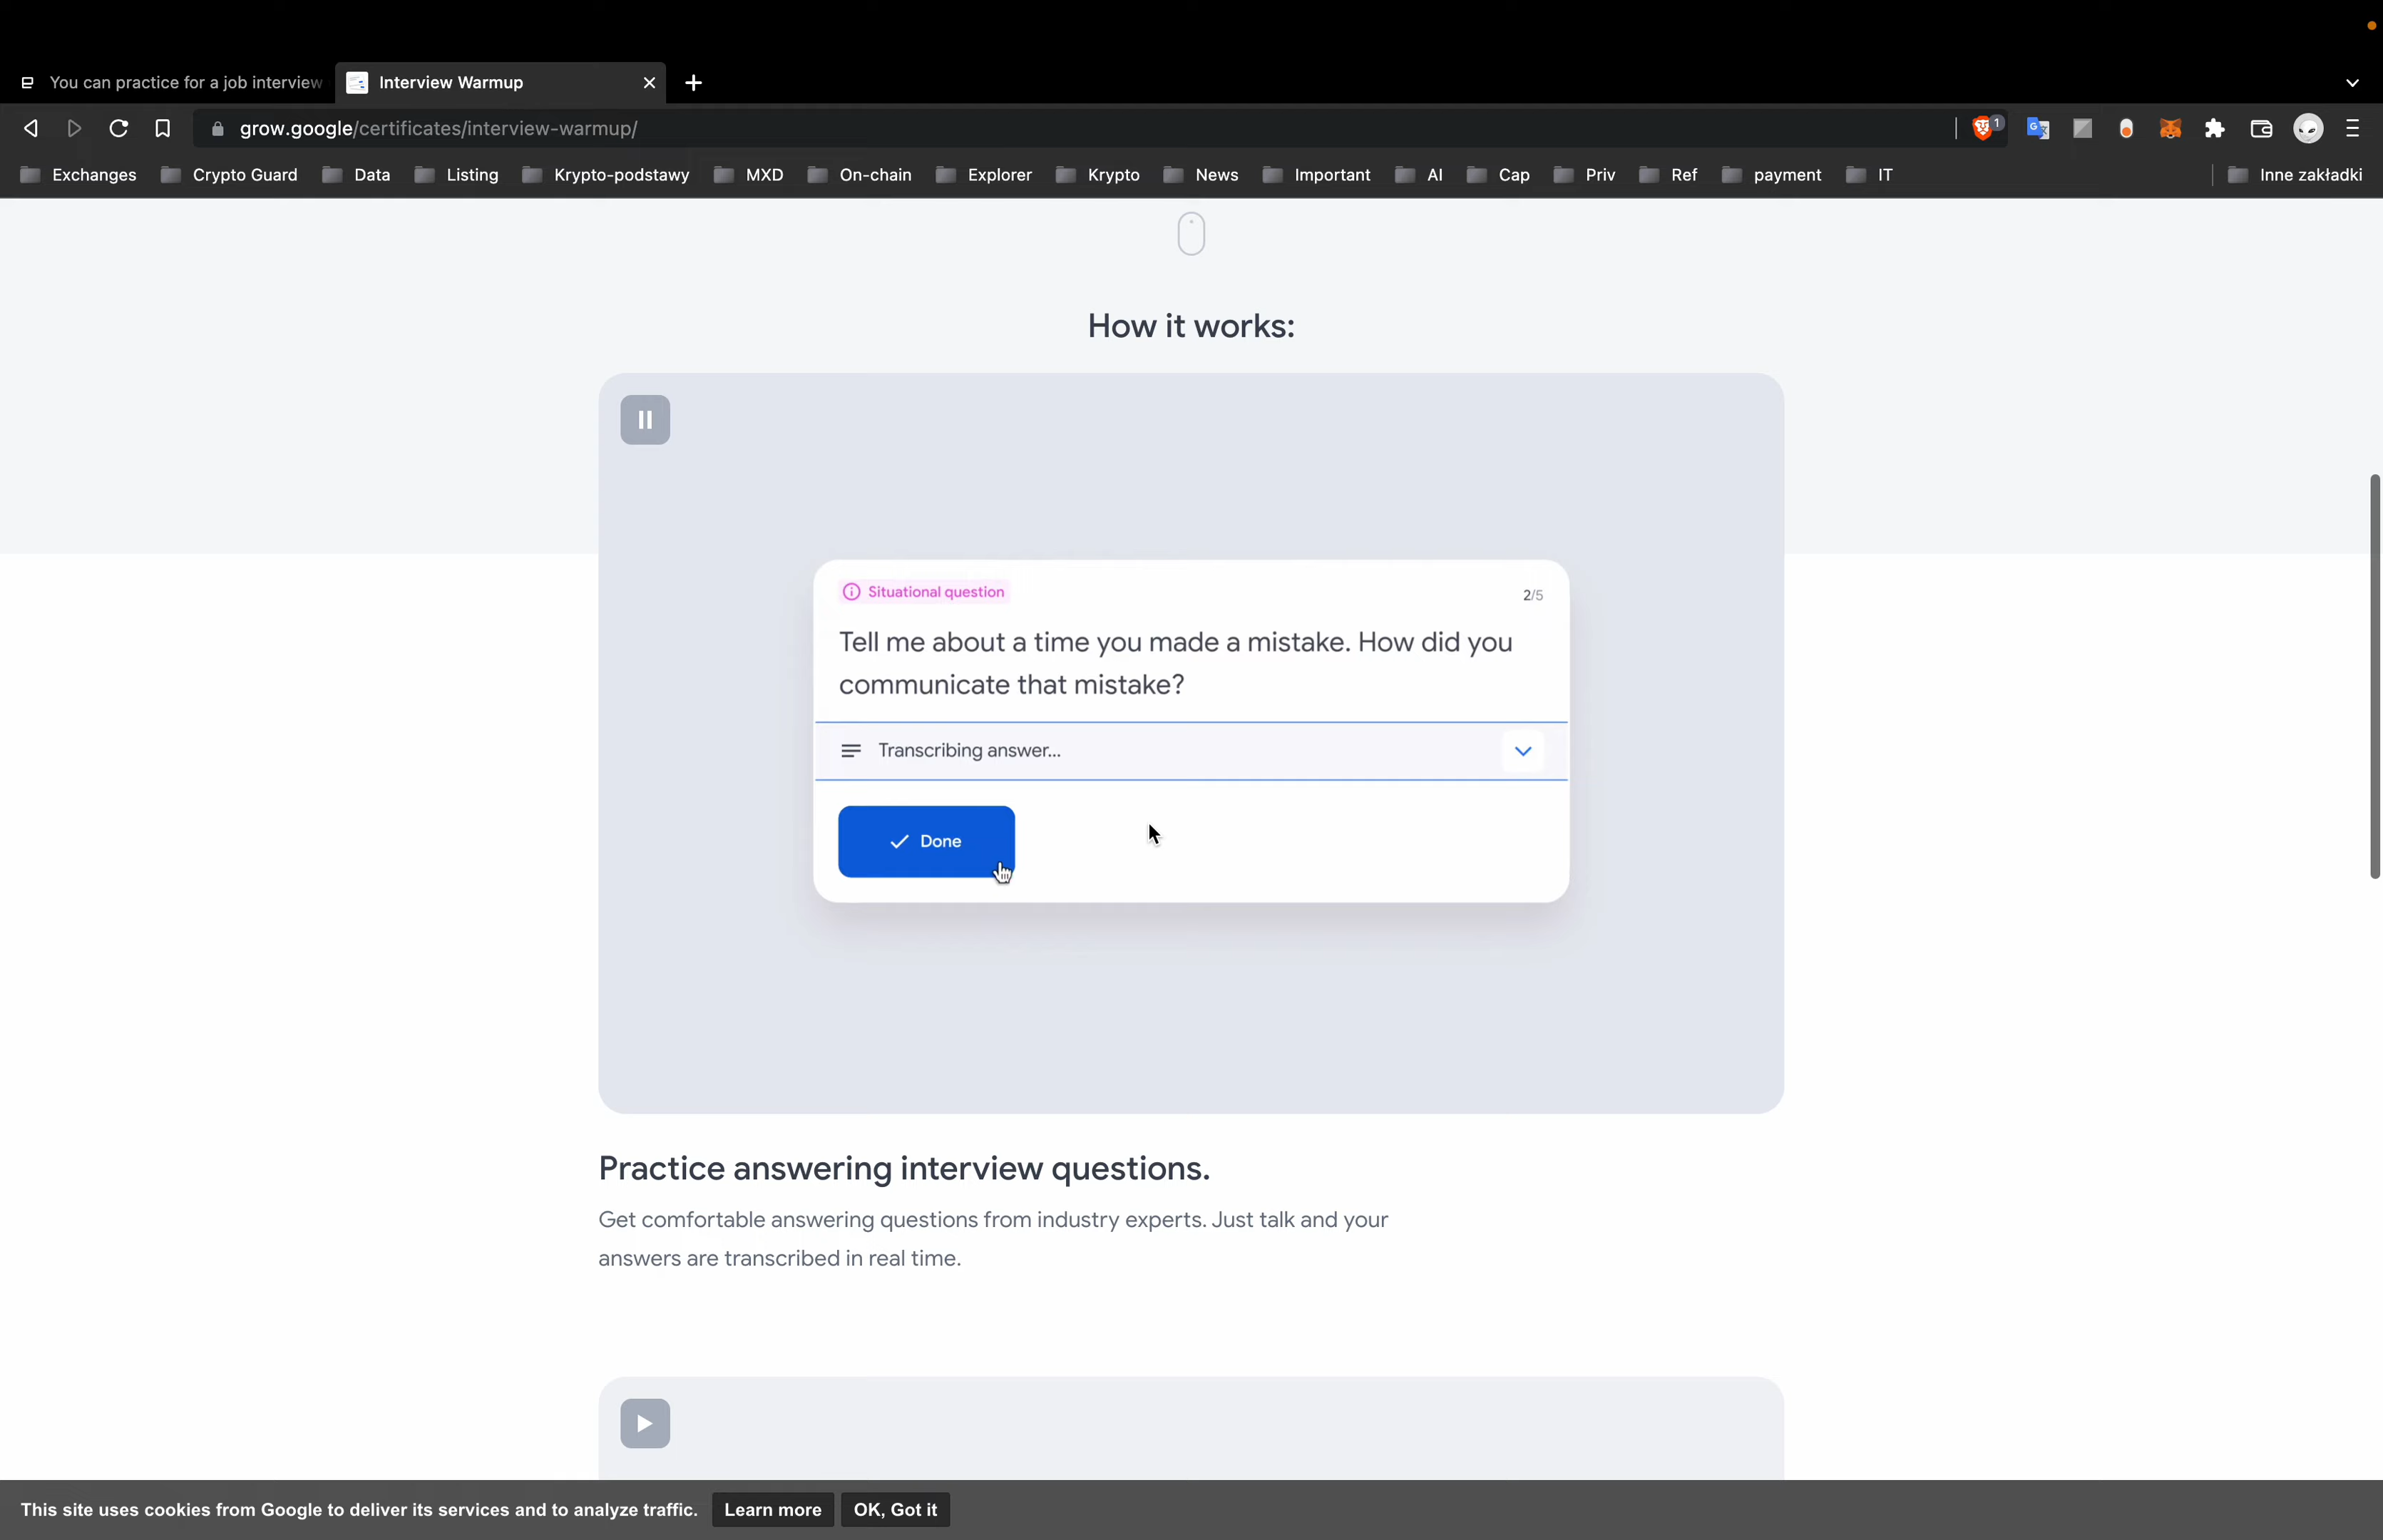 You can practice for a job interview
Interview Warmup
grow.google/certificates/interview-warmup/
1
Exchanges
Crypto Guard
Data
Listing
Krypto-podstawy
MXD
On-chain
Explorer
Krypto
News
Important
AI
Cap
Priv
Ref
payment
IT
Inne zakładki
How it works:
Situational question
2/5
Tell me about a time you made a mistake. How did you
communicate that mistake?
Transcribing answer...
Done
Practice answering interview questions.
Get comfortable answering questions from industry experts. Just talk and your
answers are transcribed in real time.
This site uses cookies from Google to deliver its services and to analyze traffic.
Learn more
OK, Got it